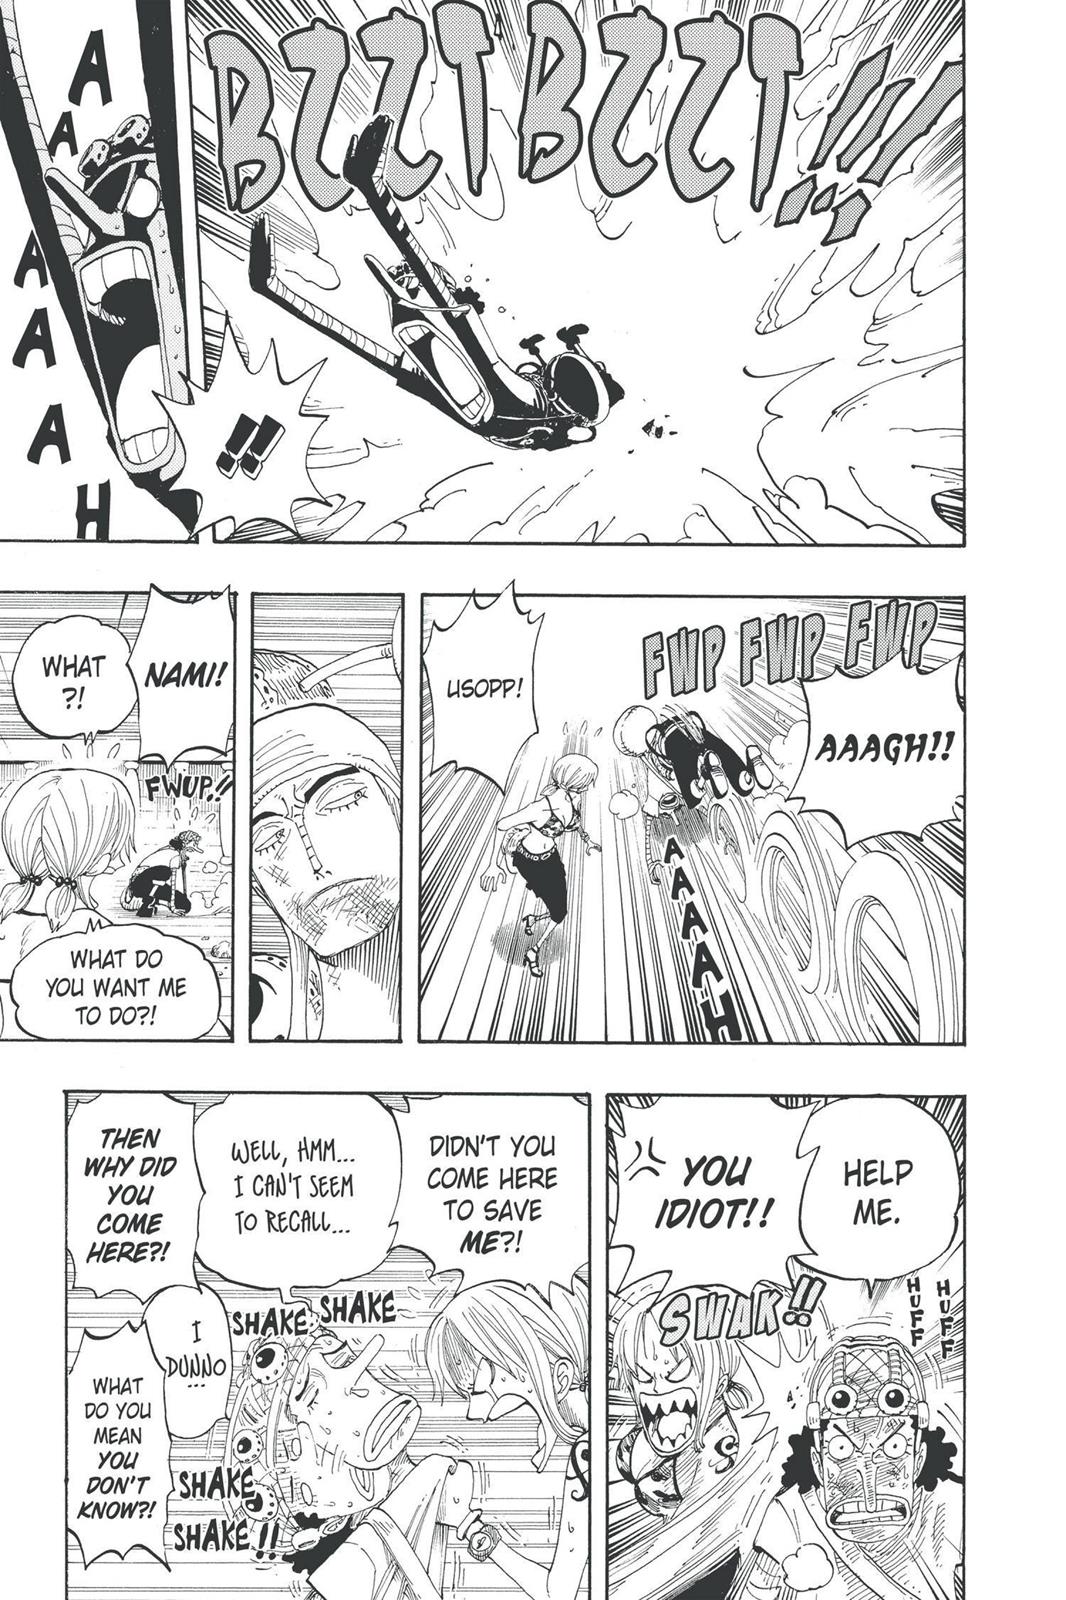 BZZT BZZT!!!
AAAAAAH
!!
FWP FWP FWP
AAAGH!!
USOPP!
AAAAAH
NAMI!
FWUP!!
WHAT
?!
WHAT DO
YOU WANT ME
TO DO?!
HELP
ME.
HUFF
HUFF
YOU
IDIOT!!
SWAK!!
DIDN'T YOU
COME HERE
TO SAVE
ME?!
WELL, HMM...
I CAN'T SEEM
TO RECALL...
SHAKE SHAKE
THEN
WHY DID
YOU
COME
HERE?!
I
DUNNO
...
WHAT
DO YOU
MEAN
YOU
DON'T
KNOW?!
SHAKE
SHAKE!!